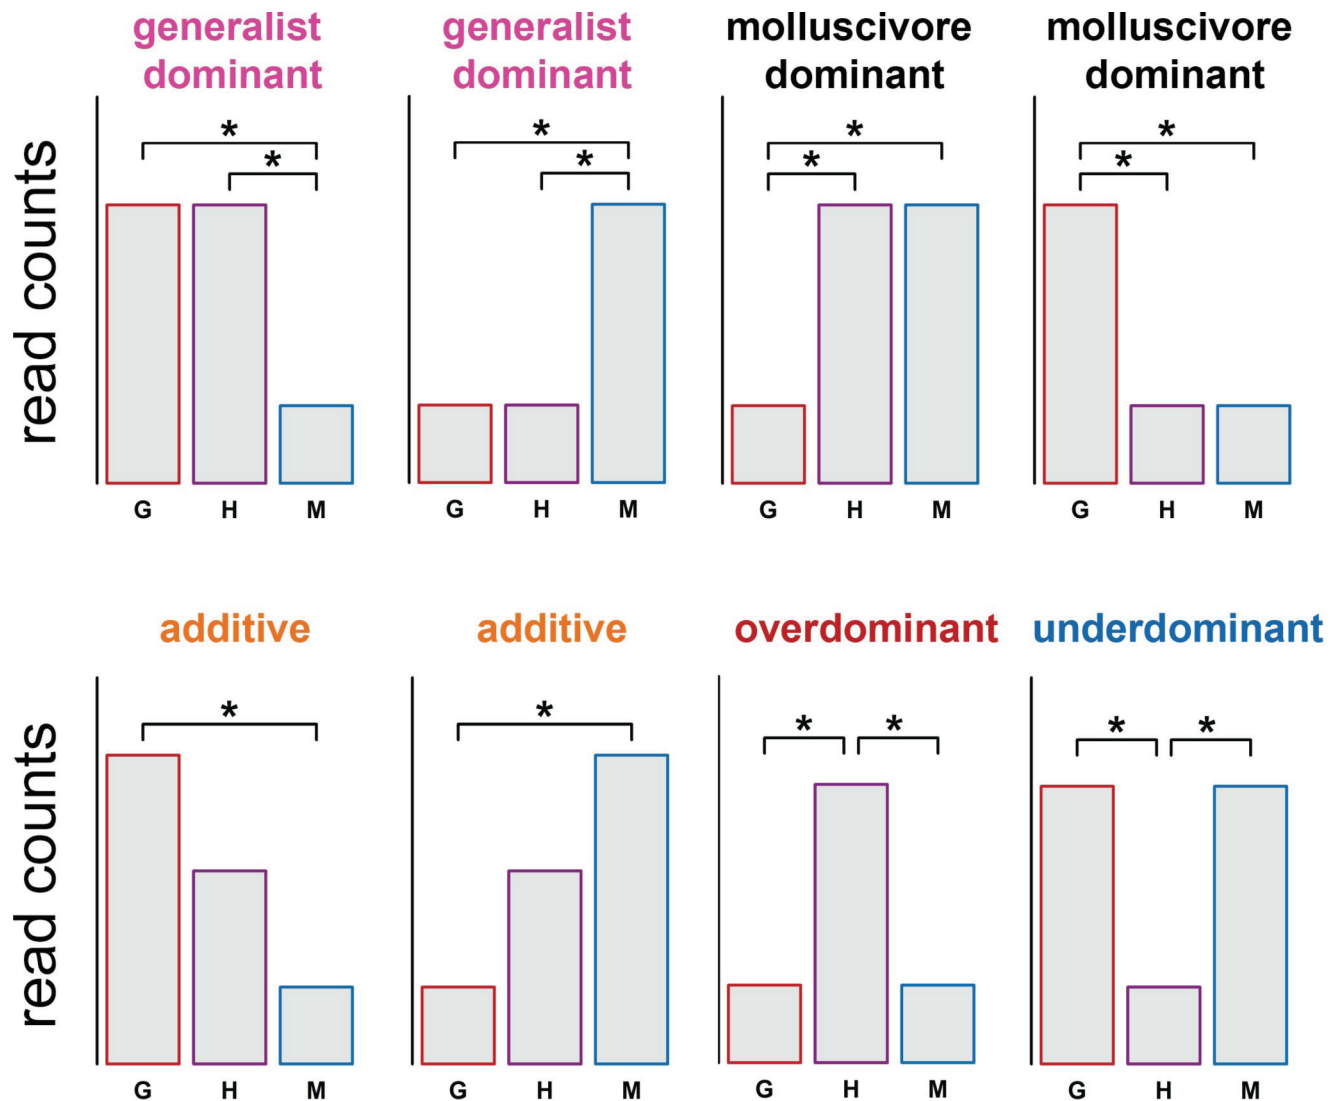 generalist
dominant
generalist
dominant
molluscivore
dominant
molluscivore
dominant
read counts
* * * * * * * *
G H M G H M G H M G H M
additive additive overdominant underdominant
read counts
* * * * * *
G H M G H M G H M G H M